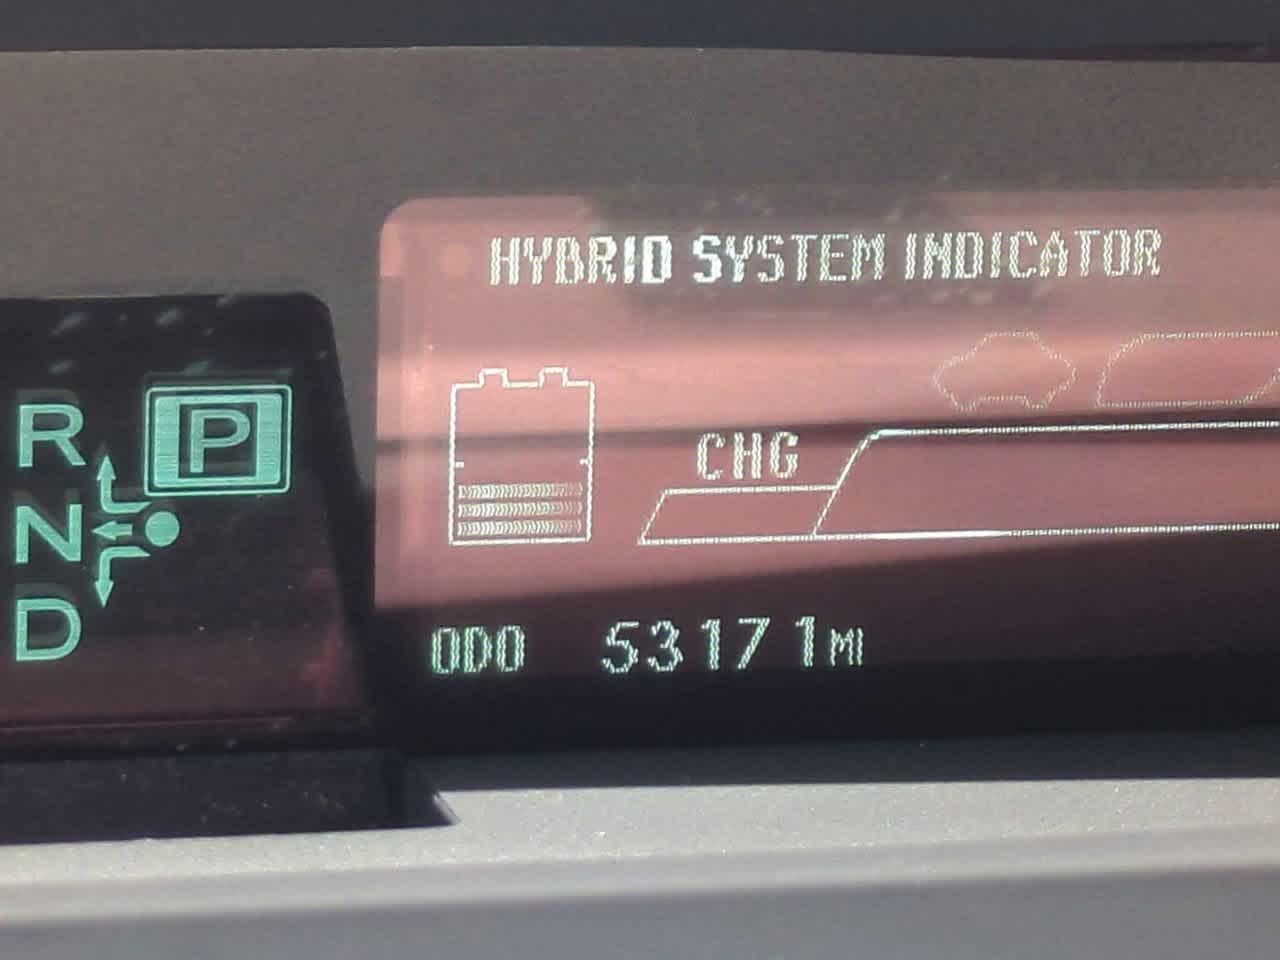 HYBRID SYSTEM INDICATOR
R P
CHG
N
D
ODO 53171MI